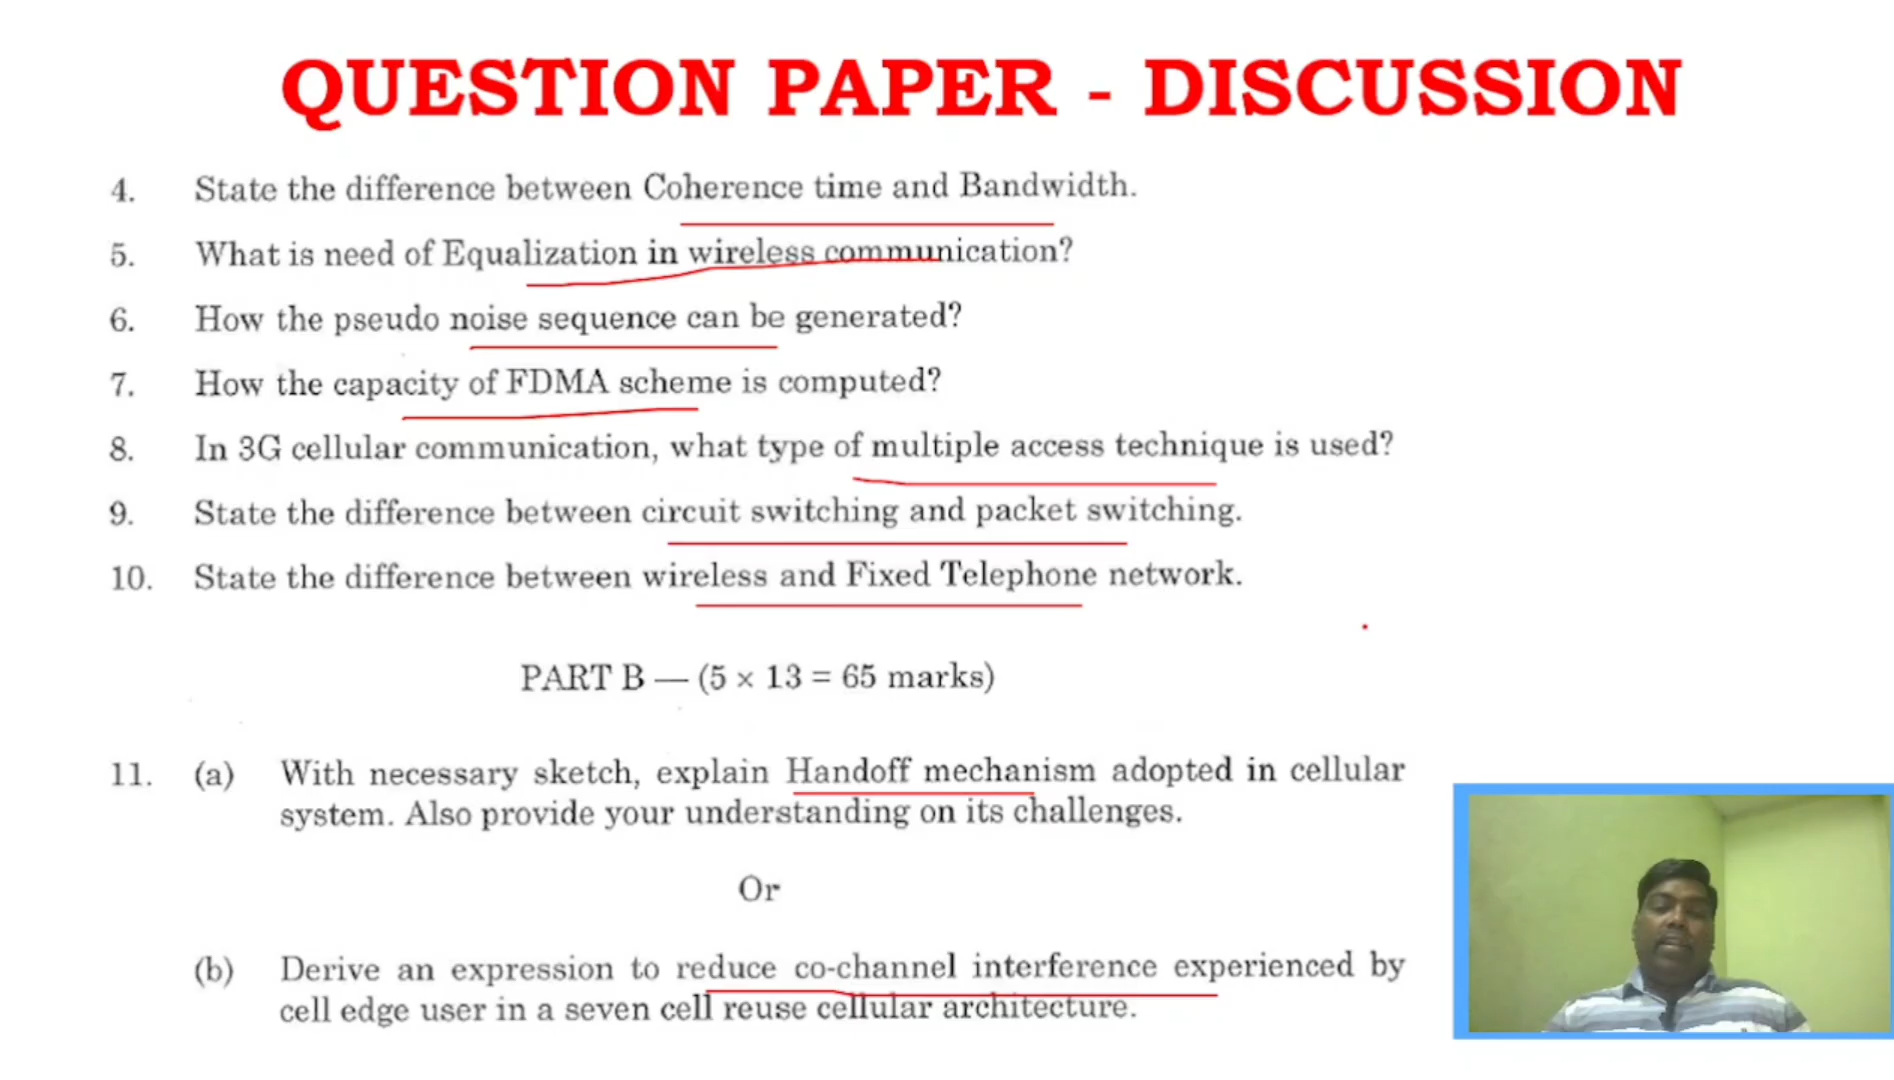 QUESTION PAPER - DISCUSSION
4. State the difference between Coherence time and Bandwidth.
5. What is need of Equalization in wireless communication?
6. How the pseudo noise sequence can be generated?
7. How the capacity of FDMA scheme is computed?
8. In 3G cellular communication, what type of multiple access technique is used?
9. State the difference between circuit switching and packet switching.
10. State the difference between wireless and Fixed Telephone network.
PART B — (5 × 13 = 65 marks)
11. (a) With necessary sketch, explain Handoff mechanism adopted in cellular
system. Also provide your understanding on its challenges.
Or
(b) Derive an expression to reduce co-channel interference experienced by
cell edge user in a seven cell reuse cellular architecture.